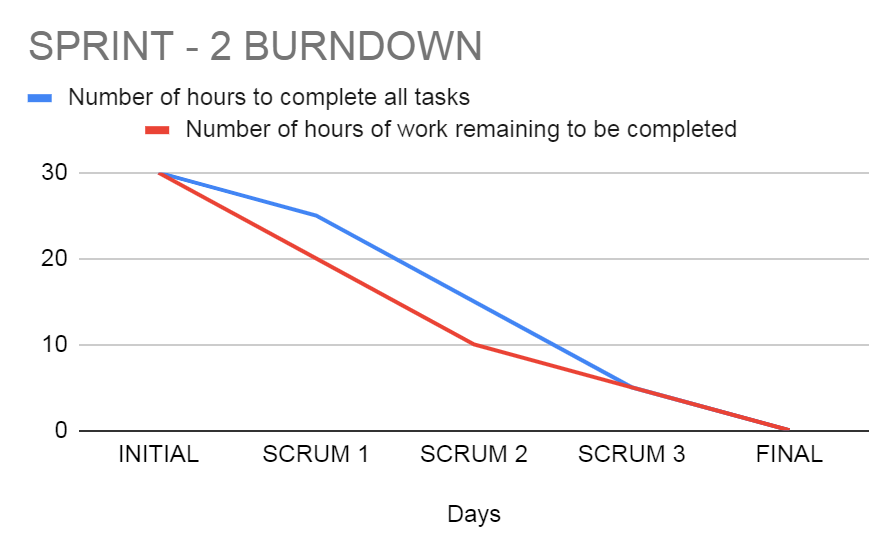 SPRINT - 2 BURNDOWN
Number of hours to complete all tasks
Number of hours of work remaining to be completed
30
20
10
0
INITIAL SCRUM 1 SCRUM 2 SCRUM 3 FINAL
Days